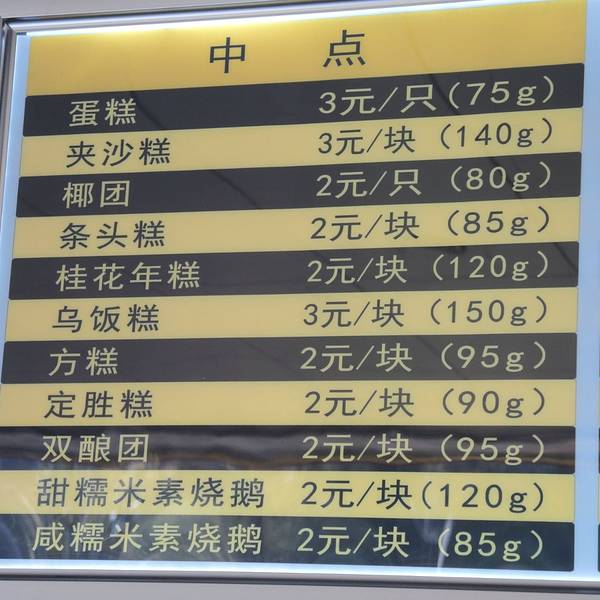 中 点
蛋糕 3元/只(75g)
夹沙糕 3元/块(140g)
椰团 2元/只(80g)
条头糕 2元/块(85g)
桂花年糕 2元/块(120g)
乌饭糕 3元/块(150g)
方糕 2元/块(95g)
定胜糕 2元/块(90g)
双酿团 2元/块(95g)
甜糯米素烧鹅 2元/块(120g)
咸糯米素烧鹅 2元/块(85g)